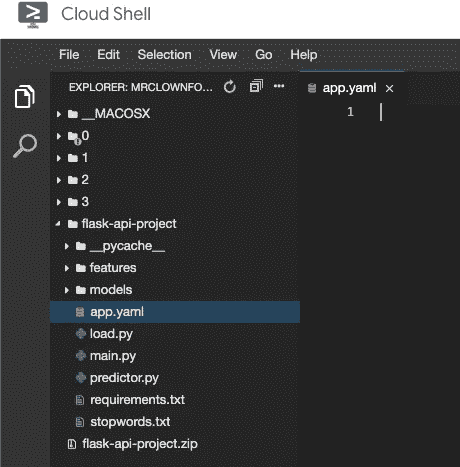 Cloud Shell
File Edit Selection View Go Help
EXPLORER: MRCLOWNFO...
app.yaml
1
__MACOSX
0
1
2
3
flask-api-project
__pycache__
features
models
app.yaml
load.py
main.py
predictor.py
requirements.txt
stopwords.txt
flask-api-project.zip